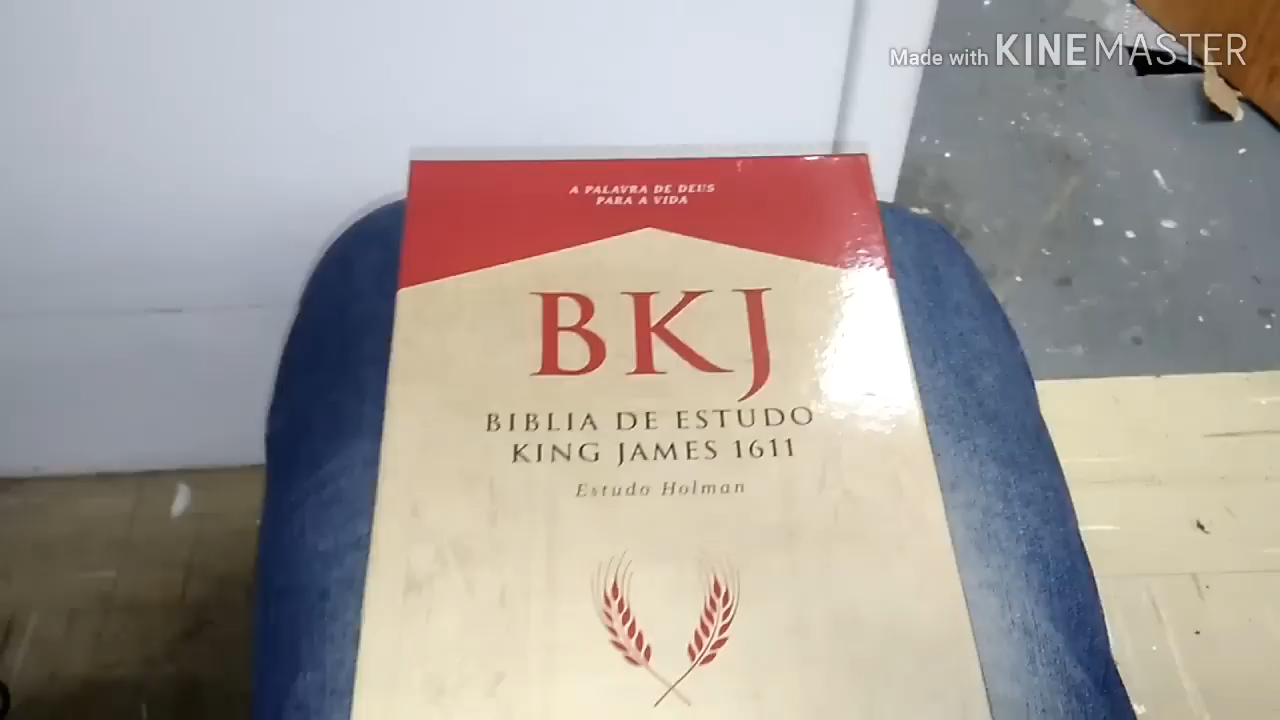 Made with KINEMASTER
A PALAVRA DE DEUS
PARA A VIDA
BKJ
BIBLIA DE ESTUDO
KING JAMES 1611
Estudo Holman